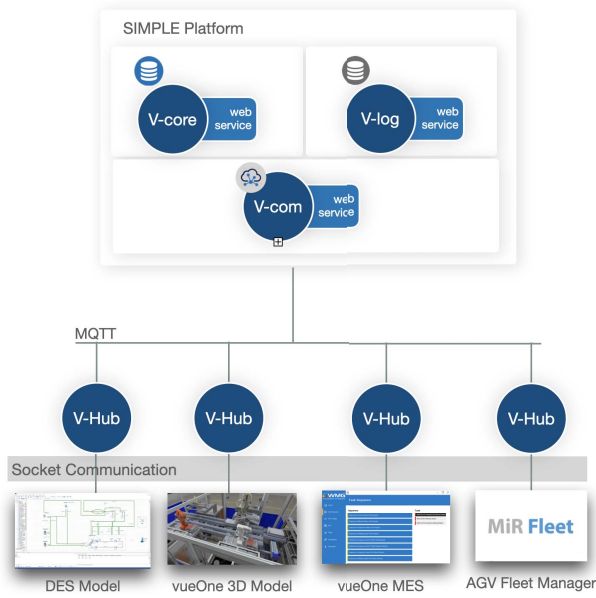 SIMPLE Platform
V-core
web
service
V-log
web
service
V-com
web
service
MQTT
V-Hub
V-Hub
V-Hub
V-Hub
Socket Communication
WMG
MiR Fleet
DES Model
vueOne 3D Model
vueOne MES
AGV Fleet Manager